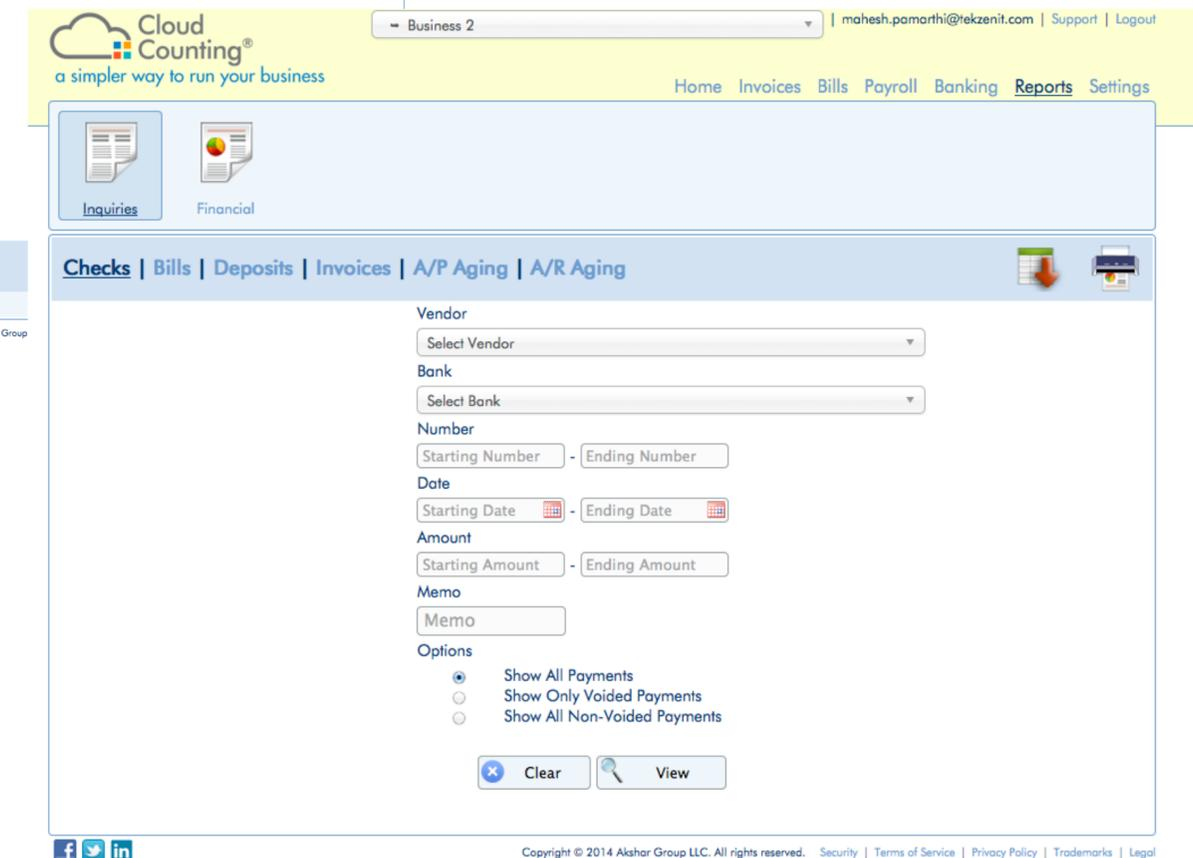 Cloud
Counting®
a simpler way to run your business
Business 2
| mahesh.pamarthi@tekzenit.com | Support | Logout
Home Invoices Bills Payroll Banking Reports Settings
Inquiries Financial
Checks | Bills | Deposits | Invoices | A/P Aging | A/R Aging
Group
Vendor
Select Vendor
Bank
Select Bank
Number
Starting Number - Ending Number
Date
Starting Date - Ending Date
Amount
Starting Amount - Ending Amount
Memo
Memo
Options
Show All Payments
Show Only Voided Payments
Show All Non-Voided Payments
Clear View
Copyright © 2014 Akshar Group LLC. All rights reserved. Security | Terms of Service | Privacy Policy | Trademarks | Legal